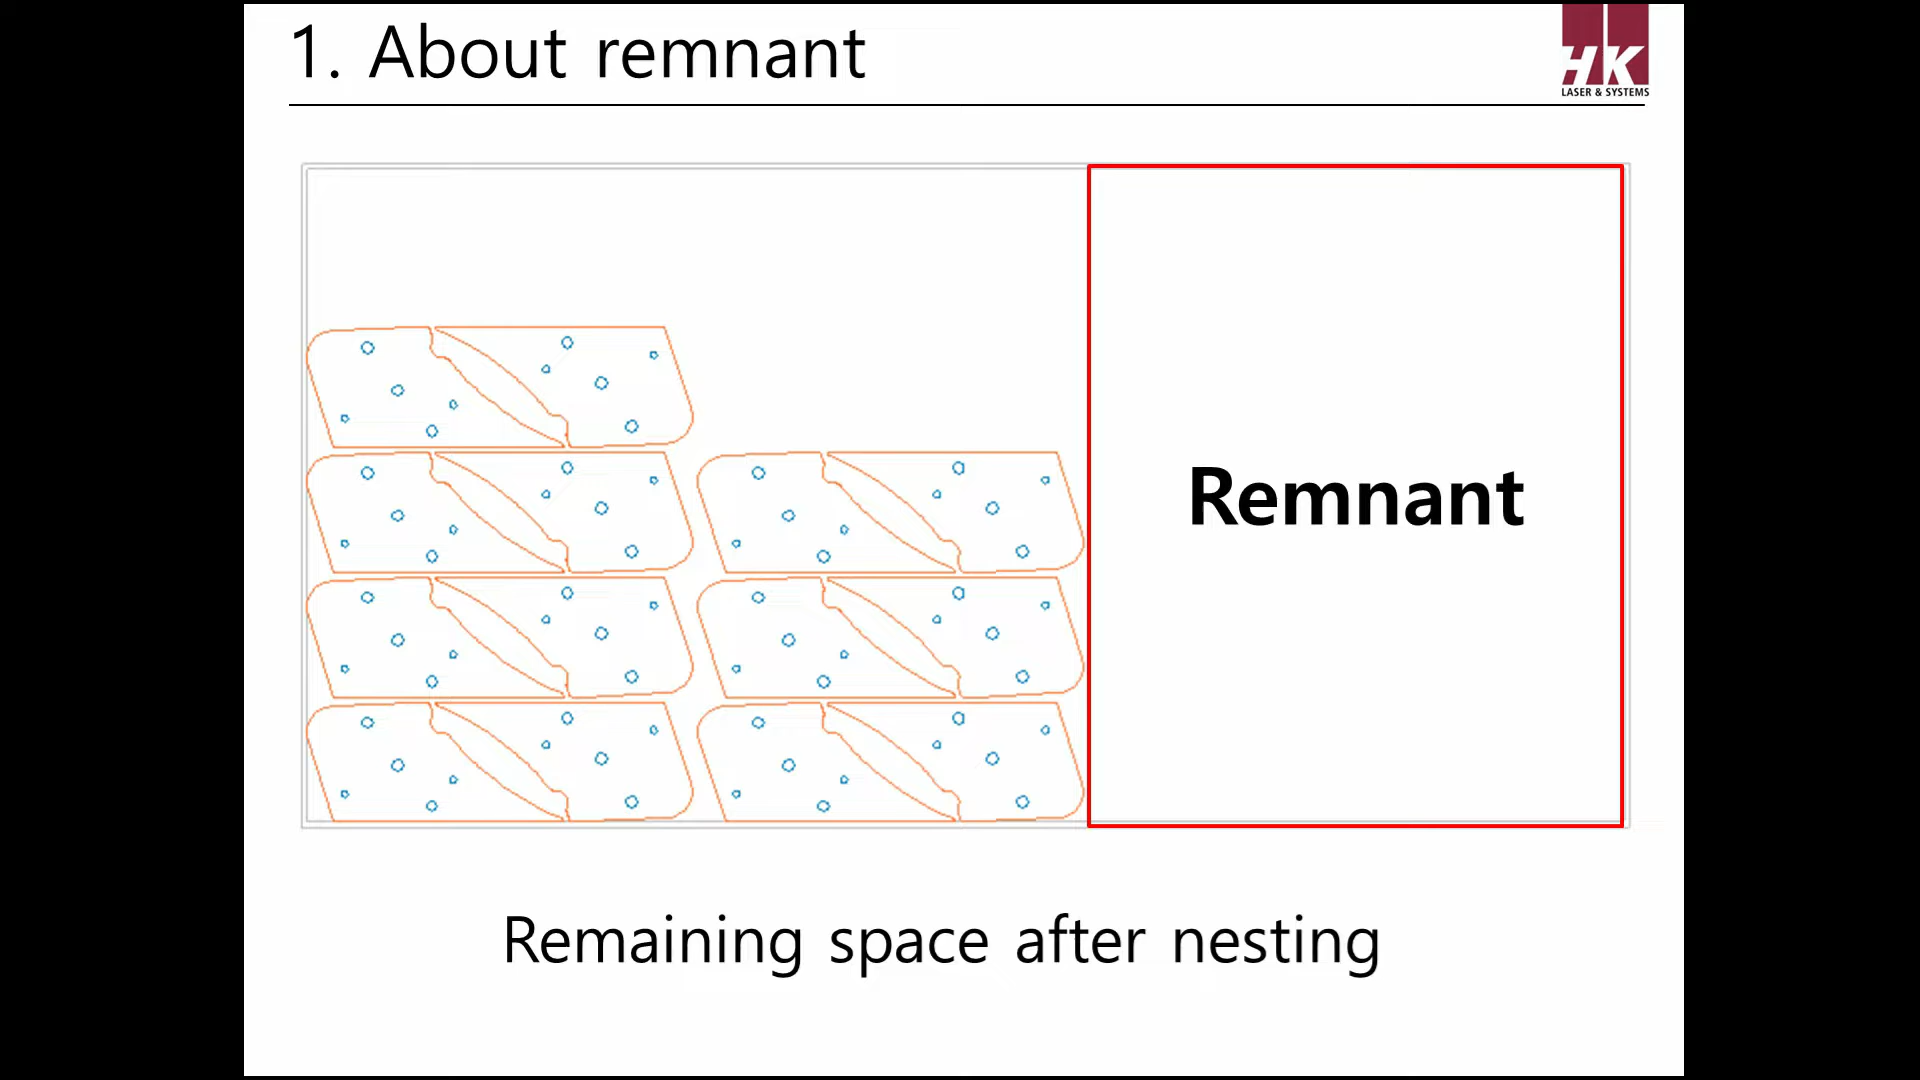 1. About remnant
HK
LASER & SYSTEMS
Remnant
Remaining space after nesting